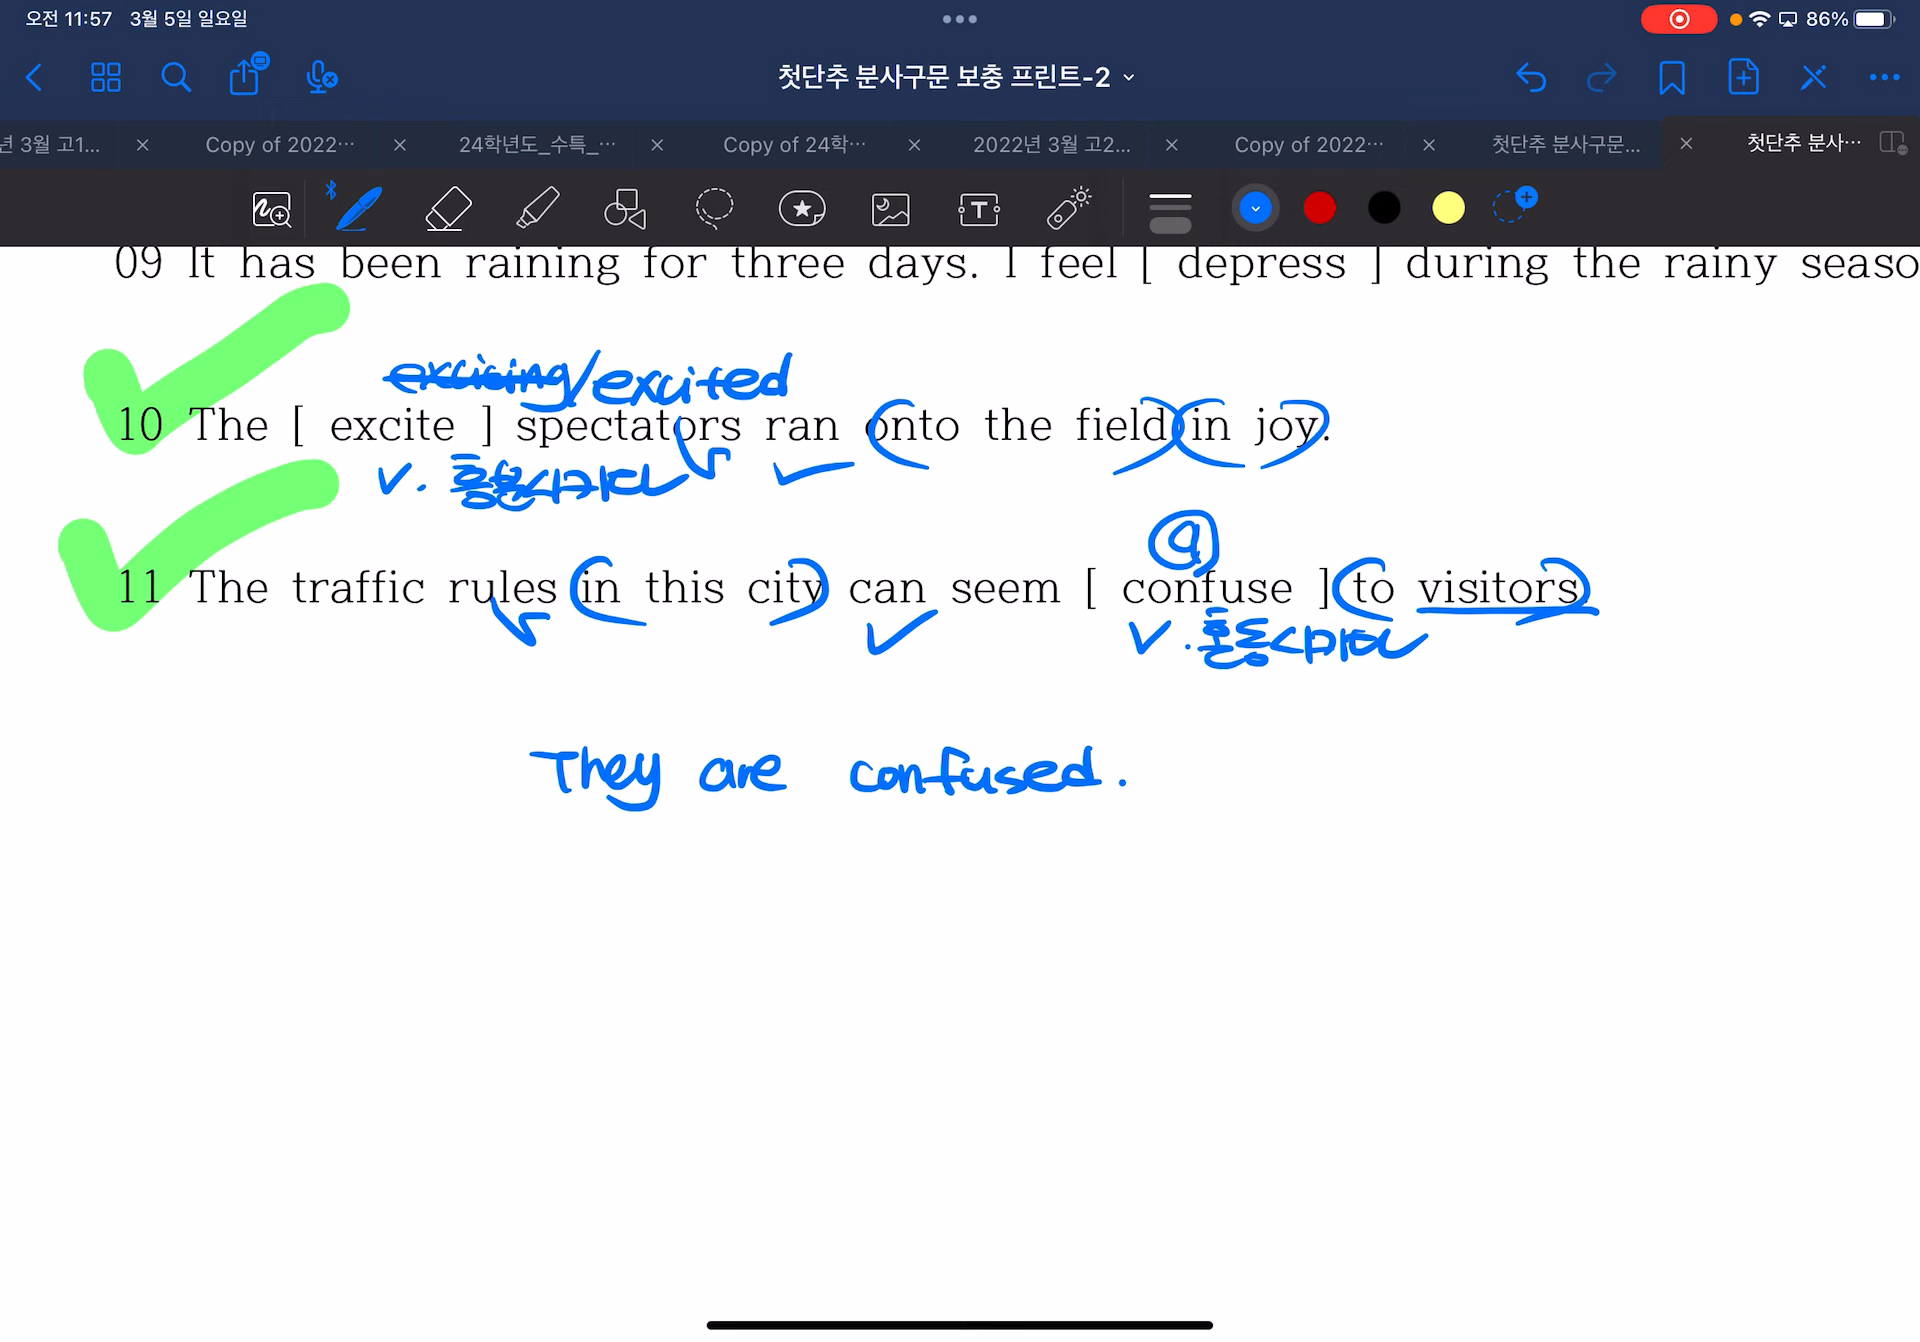 오전 11:57 3월 5일 일요일 86%
첫단추 분사구문 보충 프린트-2
년 3월 고1... Copy of 2022... 24학년도_수특_... Copy of 24학... 2022년 3월 고2... Copy of 2022... 첫단추 분사구문... 첫단추 분사...
09 It has been raining for three days. I feel [ depress ] during the rainy seaso
/excited
10 The [ excite ] spectators ran onto the field in joy.
v. 흥분시키다
ⓐ
11 The traffic rules in this city can seem [ confuse ] to visitors.
v. 혼동시키다
They are confused.